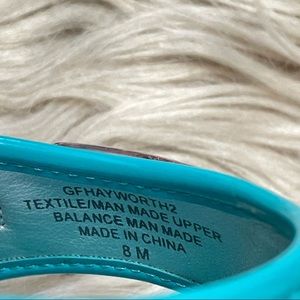 GFHAYWORTH2
TEXTILE/MAN MADE UPPER
BALANCE MAN MADE
MADE IN CHINA
8 M